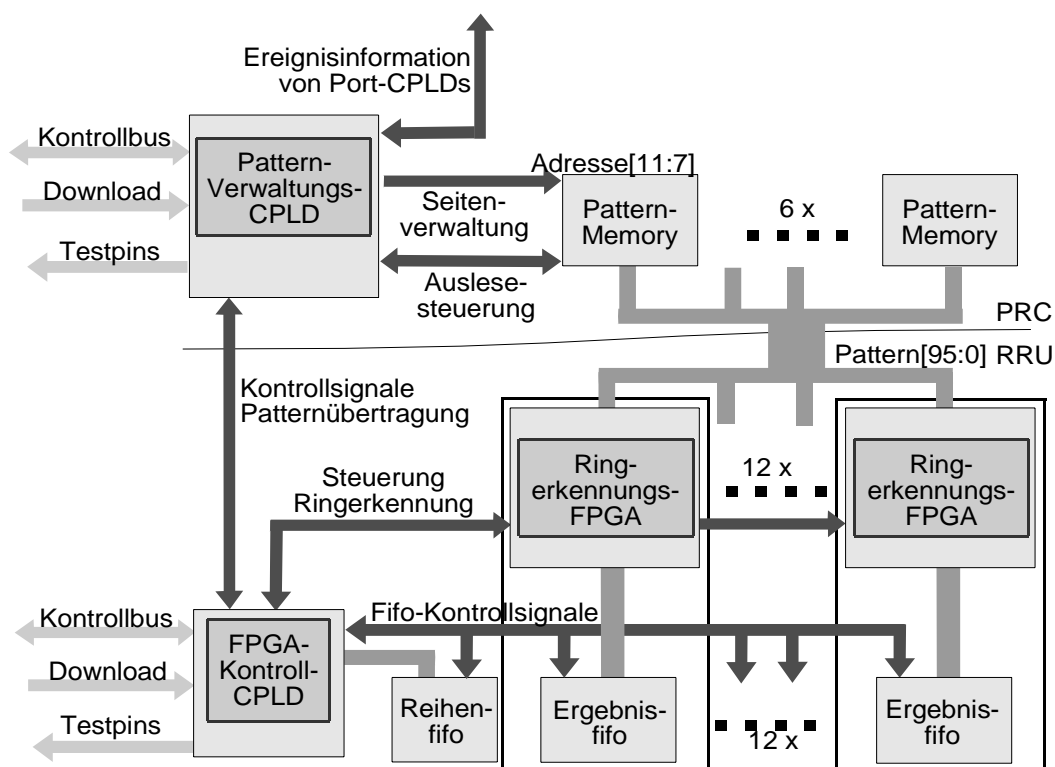 Ereignisinformation
von Port-CPLDs
Kontrollbus
Download
Testpins
Pattern-
Verwaltungs-
CPLD
Adresse[11:7]
Seiten-
verwaltung
Auslese-
steuerung
Pattern-
Memory
6 x
Pattern-
Memory
PRC
Pattern[95:0] RRU
Kontrollsignale
Patternübertragung
Steuerung
Ringerkennung
Ring-
erkennungs-
FPGA
12 x
Ring-
erkennungs-
FPGA
Kontrollbus
Download
Testpins
FPGA-
Kontroll-
CPLD
Fifo-Kontrollsignale
Reihen-
fifo
Ergebnis-
fifo
12 x
Ergebnis-
fifo